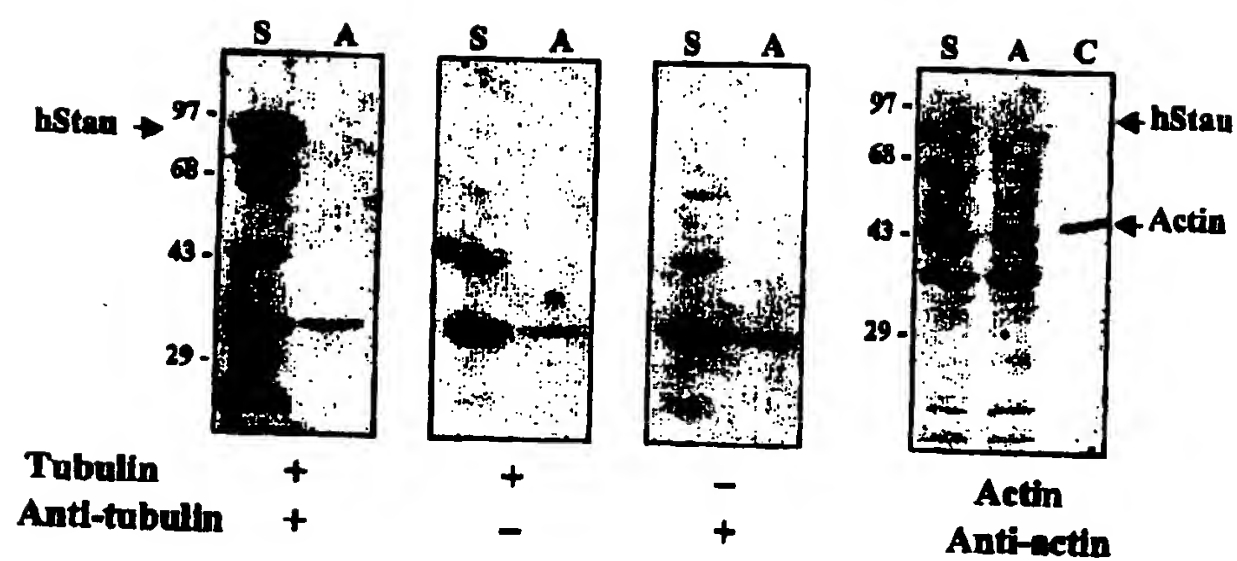 S A S A S A S A C
hStau 97 97 hStau
68 68
43 43 Actin
29 29
Tubulin + + - Actin
Anti-tubulin + - + Anti-actin